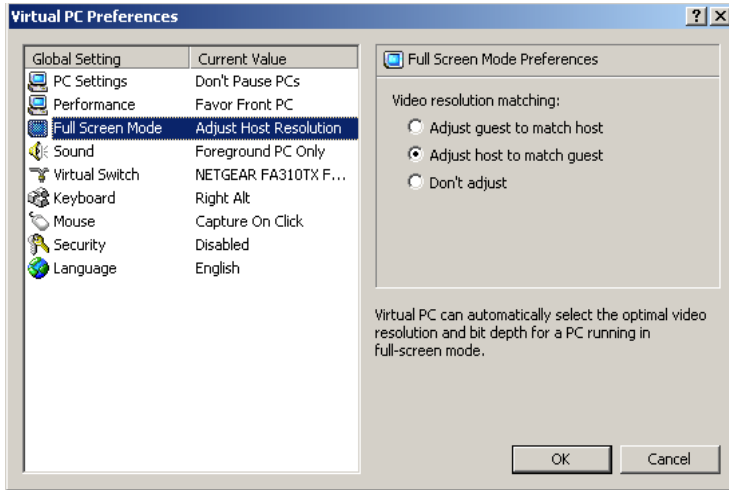 Virtual PC Preferences
Global Setting Current Value
PC Settings Don't Pause PCs
Performance Favor Front PC
Full Screen Mode Adjust Host Resolution
Sound Foreground PC Only
Virtual Switch NETGEAR FA310TX F...
Keyboard Right Alt
Mouse Capture On Click
Security Disabled
Language English
Full Screen Mode Preferences
Video resolution matching:
Adjust guest to match host
Adjust host to match guest
Don't adjust
Virtual PC can automatically select the optimal video
resolution and bit depth for a PC running in
full-screen mode.
OK Cancel